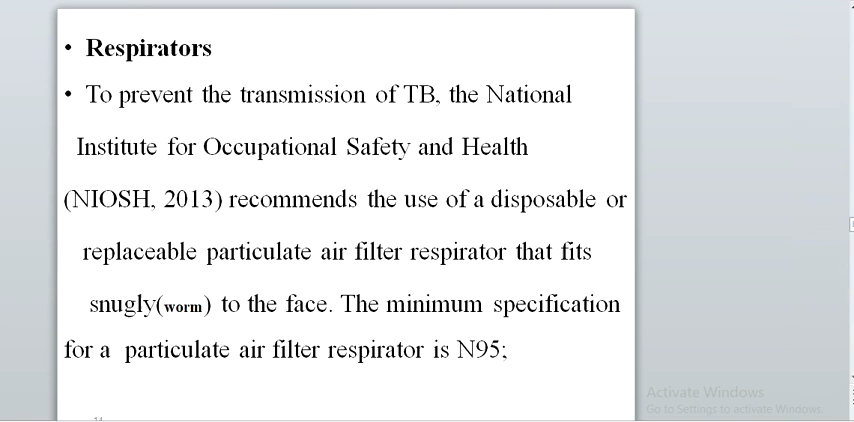 • Respirators
• To prevent the transmission of TB, the National
Institute for Occupational Safety and Health
(NIOSH, 2013) recommends the use of a disposable or
replaceable particulate air filter respirator that fits
snugly(worm) to the face. The minimum specification
for a particulate air filter respirator is N95;
Activate Windows
Go to Settings to activate Windows.